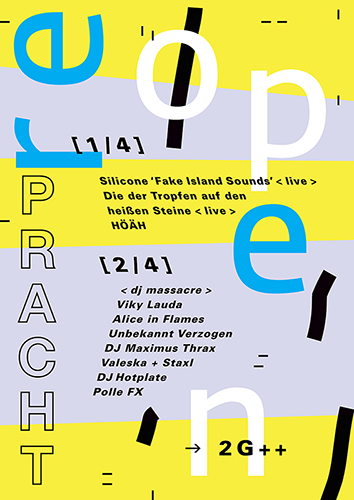 re
open
PRACHT
[1/4]
Silicone 'Fake Island Sounds' < live >
Die der Tropfen auf den
heißen Steine < live >
HÖÄH
[2/4]
< dj massacre >
Viky Lauda
Alice in Flames
Unbekannt Verzogen
DJ Maximus Thrax
Valeska + Staxl
DJ Hotplate
Polle FX
→ 2G++